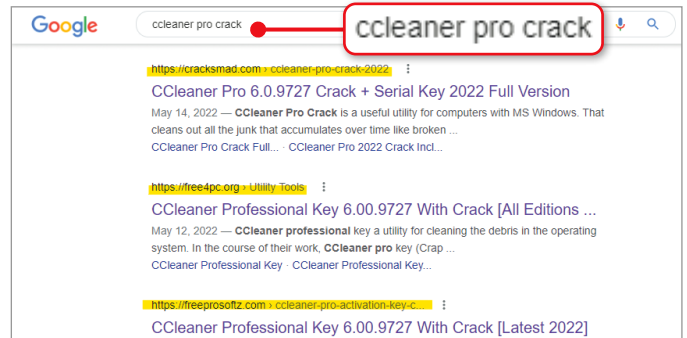 Google
ccleaner pro crack
ccleaner pro crack
https://cracksmad.com › ccleaner-pro-crack-2022
CCleaner Pro 6.0.9727 Crack + Serial Key 2022 Full Version
May 14, 2022 — CCleaner Pro Crack is a useful utility for computers with MS Windows. That
cleans out all the junk that accumulates over time like broken ...
CCleaner Pro Crack Full... · CCleaner Pro 2022 Crack Incl...
https://free4pc.org › Utility Tools
CCleaner Professional Key 6.00.9727 With Crack [All Editions ...
May 12, 2022 — CCleaner professional key a utility for cleaning the debris in the operating
system. In the course of their work, CCleaner pro key (Crap ...
CCleaner Professional Key · CCleaner Professional Key...
https://freeprosoftz.com › ccleaner-pro-activation-key-c...
CCleaner Professional Key 6.00.9727 With Crack [Latest 2022]